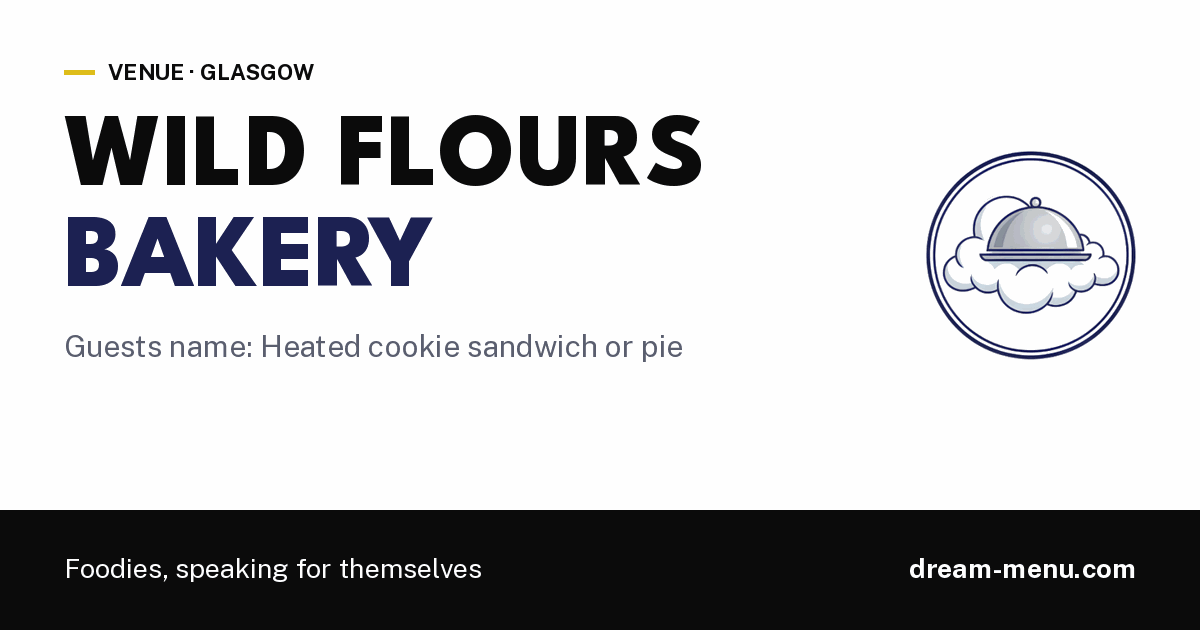 VENUE · GLASGOW
WILD FLOURS
BAKERY
Guests name: Heated cookie sandwich or pie
Foodies, speaking for themselves
dream-menu.com